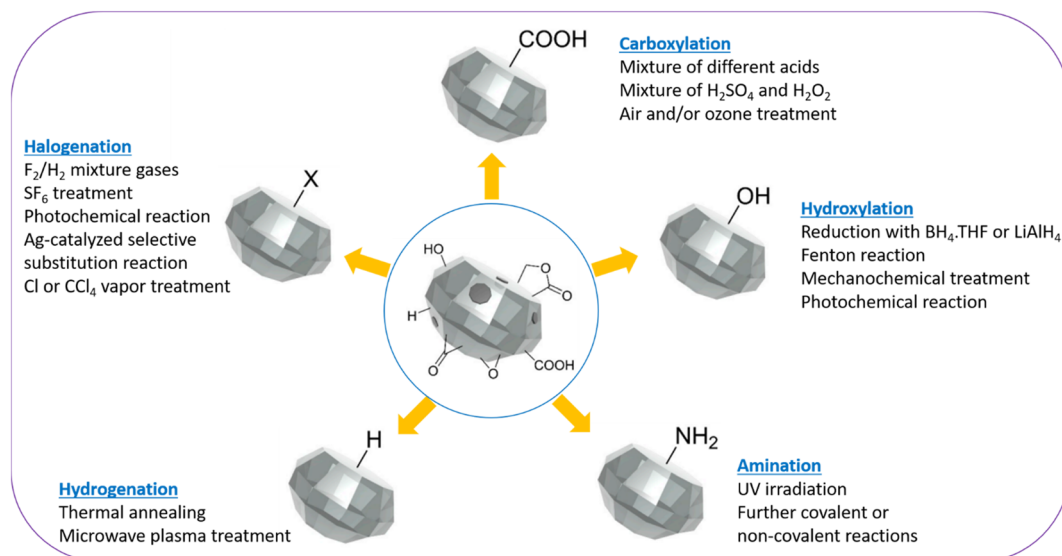 COOH
Carboxylation
Mixture of different acids
Mixture of H₂SO₄ and H₂O₂
Air and/or ozone treatment
Halogenation
F₂/H₂ mixture gases
SF₆ treatment
Photochemical reaction
Ag-catalyzed selective
substitution reaction
Cl or CCl₄ vapor treatment
X
OH
Hydroxylation
Reduction with BH₄.THF or LiAlH₄
Fenton reaction
Mechanochemical treatment
Photochemical reaction
HO
O
O
H
O
O
COOH
H
Hydrogenation
Thermal annealing
Microwave plasma treatment
NH₂
Amination
UV irradiation
Further covalent or
non-covalent reactions